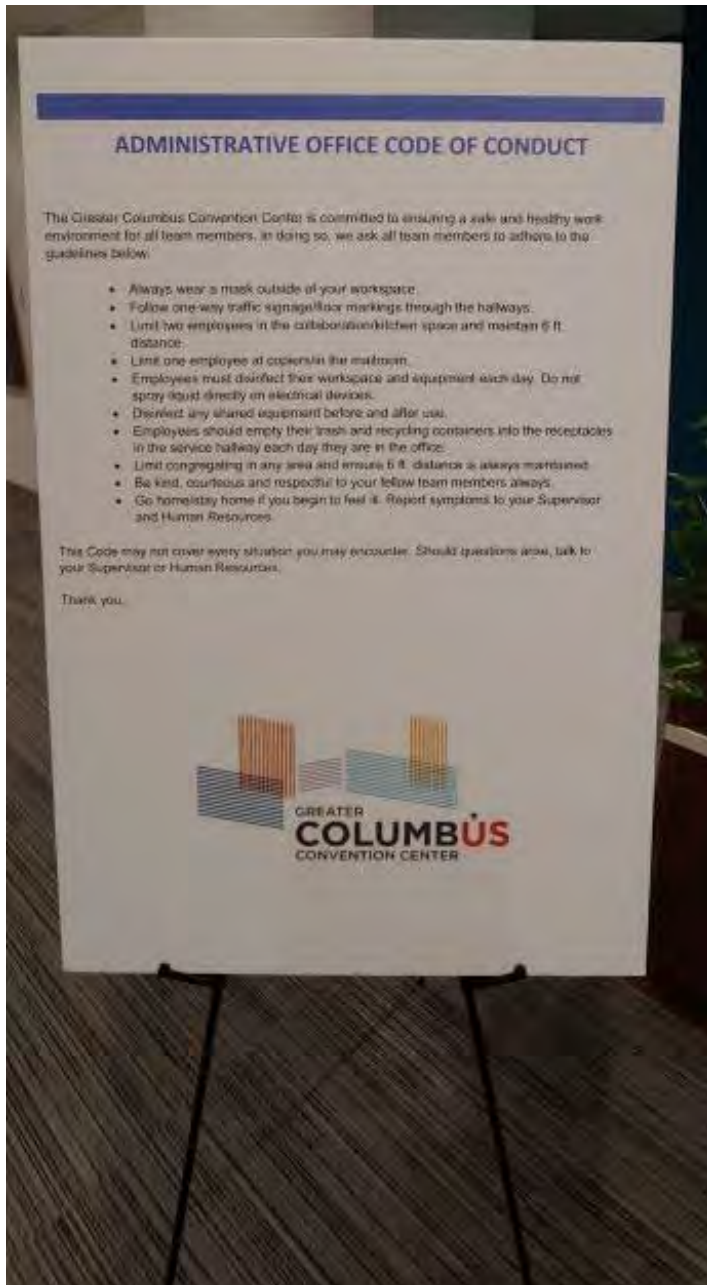 ADMINISTRATIVE OFFICE CODE OF CONDUCT
The Greater Columbus Convention Center is committed to ensuring a safe and healthy work
environment for all team members. In doing so, we ask all team members to adhere to the
guidelines below:
• Always wear a mask outside of your workspace.
• Follow one-way traffic signage/floor markings through the hallways.
• Limit two employees in the collaboration/kitchen space and maintain 6 ft.
distance.
• Limit one employee at copiers/in the mailroom.
• Employees must disinfect their workspace and equipment each day. Do not
spray liquid directly on electrical devices.
• Disinfect any shared equipment before and after use.
• Employees should empty their trash and recycling containers into the receptacles
in the service hallway each day they are in the office.
• Limit congregating in any area and ensure 6 ft. distance is always maintained.
• Be kind, courteous and respectful to your fellow team members always.
• Go home/stay home if you begin to feel ill. Report symptoms to your Supervisor
and Human Resources.
This Code may not cover every situation you may encounter. Should questions arise, talk to
your Supervisor or Human Resources.
Thank you,
GREATER
COLUMBUS
CONVENTION CENTER